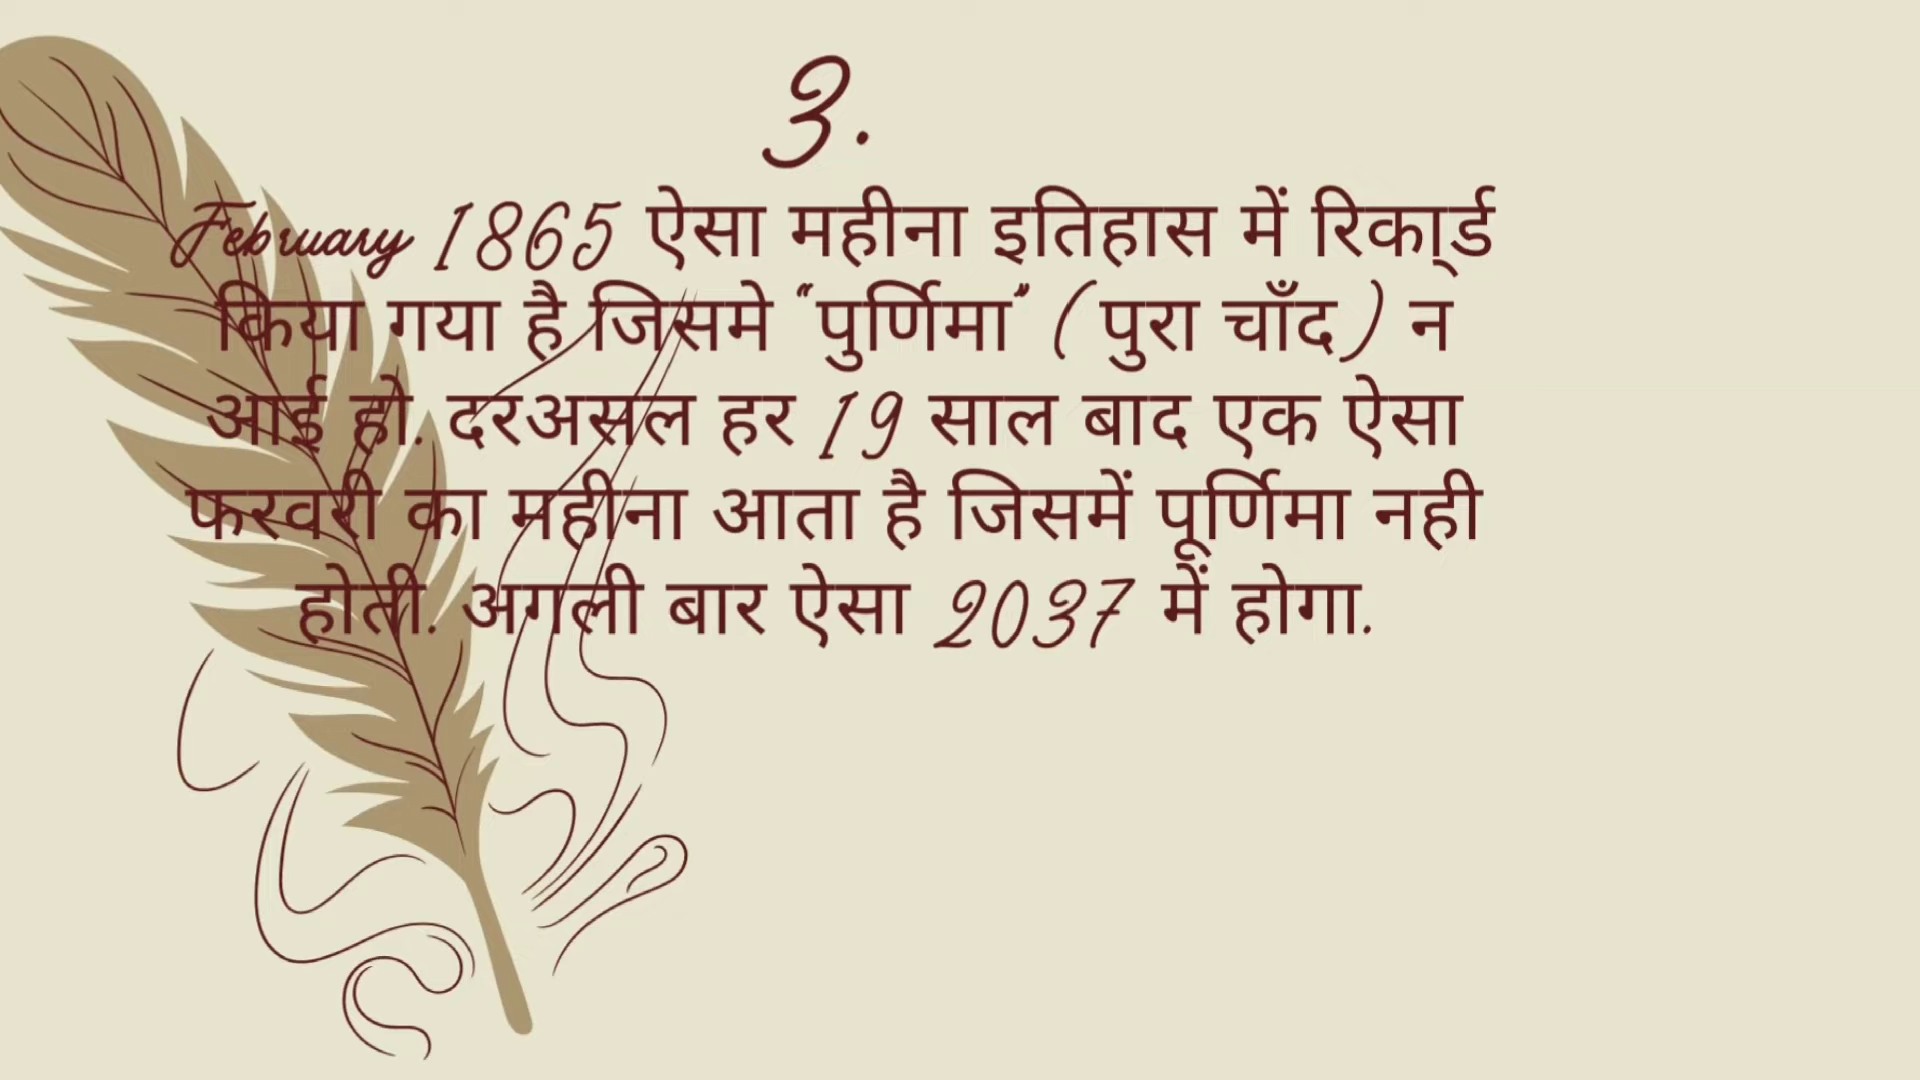 3.
February 1865 ऐसा महीना इतिहास में रिका्र्ड
किया गया है जिसमे "पुर्णिमा" ( पुरा चाँद ) न
आई हो. दरअसल हर 19 साल बाद एक ऐसा
फरवरी का महीना आता है जिसमें पूर्णिमा नही
होती. अगली बार ऐसा 2037 में होगा.